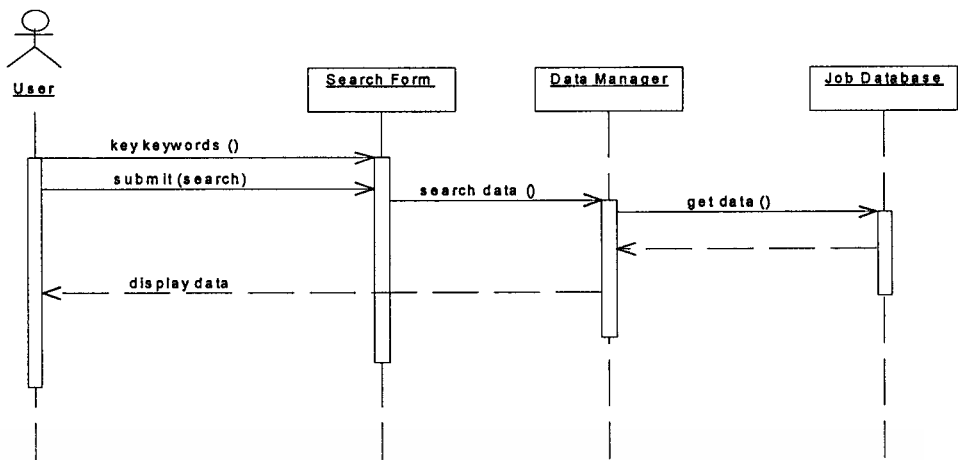 User
Search Form
Data Manager
Job Database
key keywords ()
submit (search)
search data ()
get data ()
display data